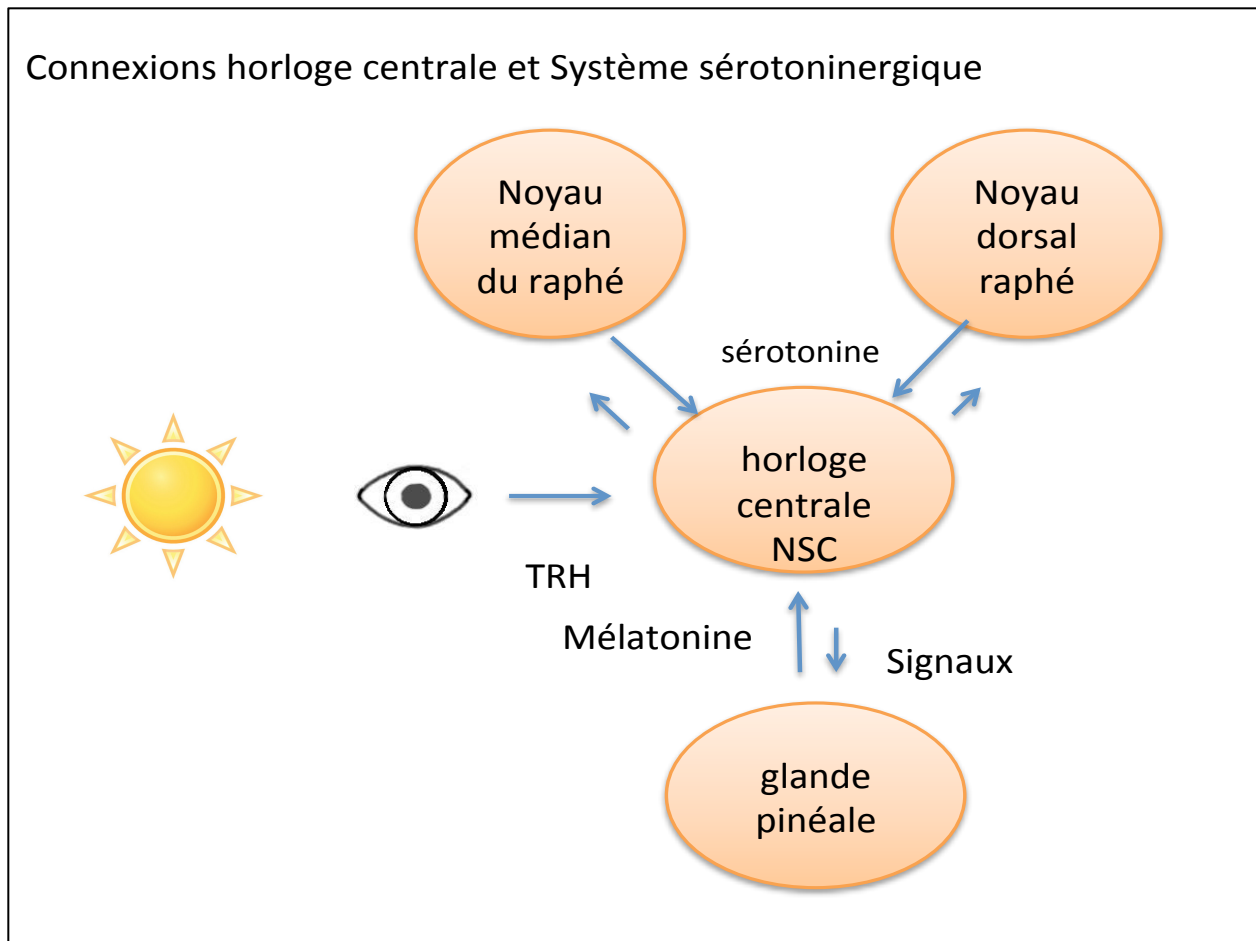 Connexions horloge centrale et Système sérotoninergique
Noyau
médian
du raphé
Noyau
dorsal
raphé
sérotonine
horloge
centrale
NSC
TRH
Mélatonine
Signaux
glande
pinéale